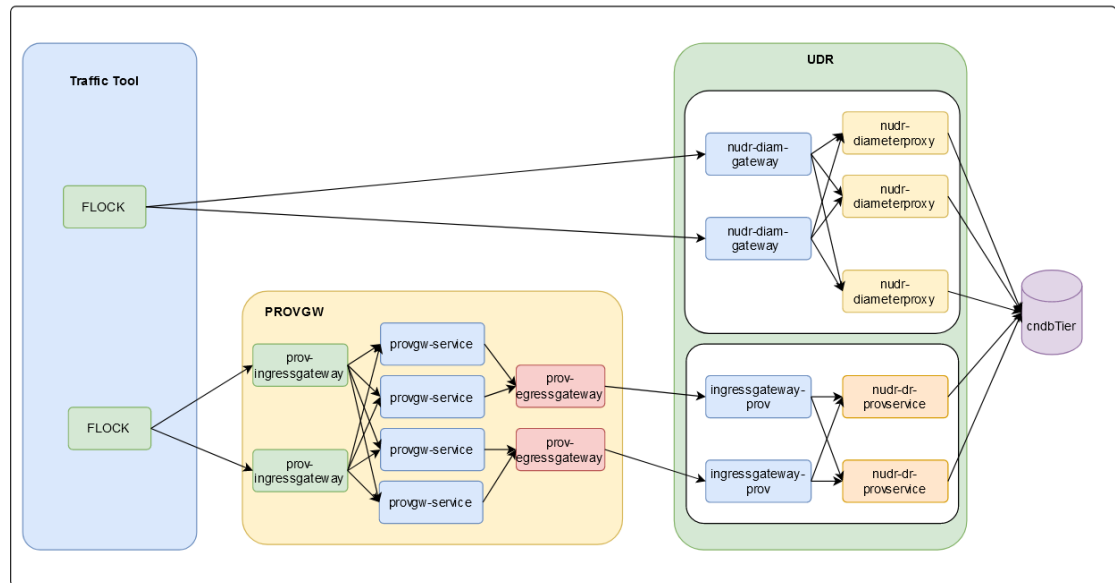 Traffic Tool
FLOCK
FLOCK
PROVGW
prov-
ingressgateway
prov-
ingressgateway
provgw-service
provgw-service
provgw-service
provgw-service
prov-
egressgateway
prov-
egressgateway
UDR
nudr-diam-
gateway
nudr-diam-
gateway
nudr-
diameterproxy
nudr-
diameterproxy
nudr-
diameterproxy
ingressgateway-
prov
ingressgateway-
prov
nudr-dr-
provservice
nudr-dr-
provservice
cndbTier